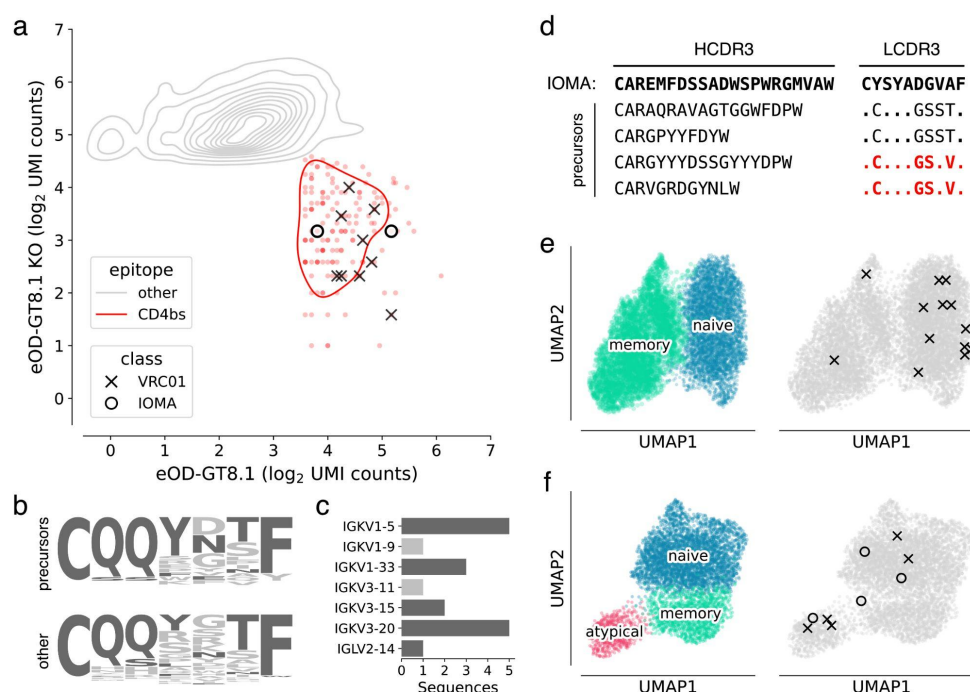 a
7
6
5
4
3
2
1
0
eOD-GT8.1 KO (log2 UMI counts)
epitope
other
CD4bs
class
VRC01
IOMA
0 1 2 3 4 5 6 7
eOD-GT8.1 (log2 UMI counts)
b
precursors
CQQYDTF
other
CQQYGTF
c
IGKV1-5
IGKV1-9
IGKV1-33
IGKV3-11
IGKV3-15
IGKV3-20
IGLV2-14
0 1 2 3 4 5
Sequences
d
HCDR3 LCDR3
IOMA: CAREMFDSSADWSPWRGMVAW CYSYADGVAF
precursors
CARAQRAVAGTGGWFDPW .C...GSST.
CARGPYYFDYW .C...GSST.
CARGYYYDSSGYYYDPW .C...GS.V.
CARVGRDGYNLW .C...GS.V.
e
UMAP2
memory
naive
UMAP1 UMAP1
f
UMAP2
naive
memory
atypical
UMAP1 UMAP1